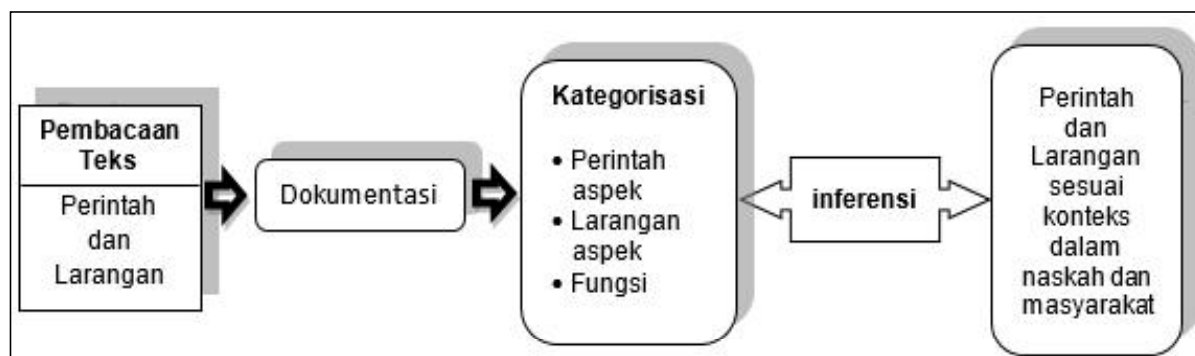 Pembacaan
Teks
Perintah
dan
Larangan
Dokumentasi
Kategorisasi
• Perintah
aspek
• Larangan
aspek
• Fungsi
inferensi
Perintah
dan
Larangan
sesuai
konteks
dalam
naskah dan
masyarakat